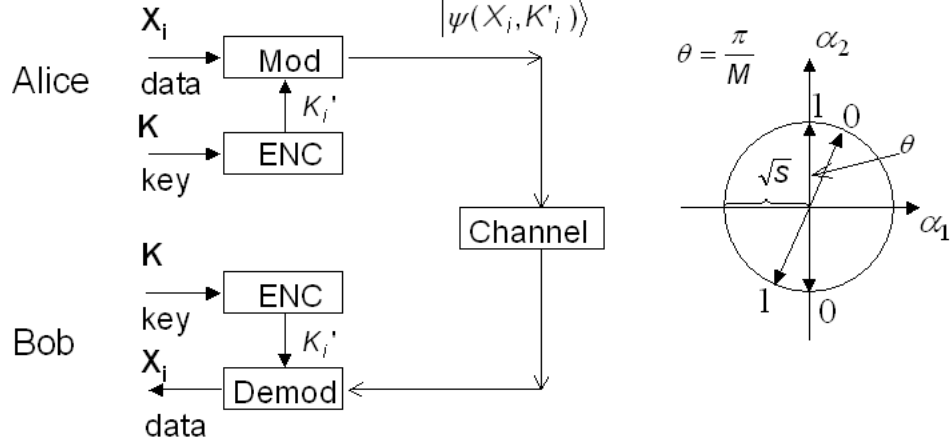 Alice
X_i
data
K
key
Mod
K_i'
ENC
|ψ(X_i, K'_i)⟩
Channel
Bob
K
key
ENC
K_i'
X_i
data
Demod
θ = π/M
α_2
1
0
θ
√S
α_1
1
0